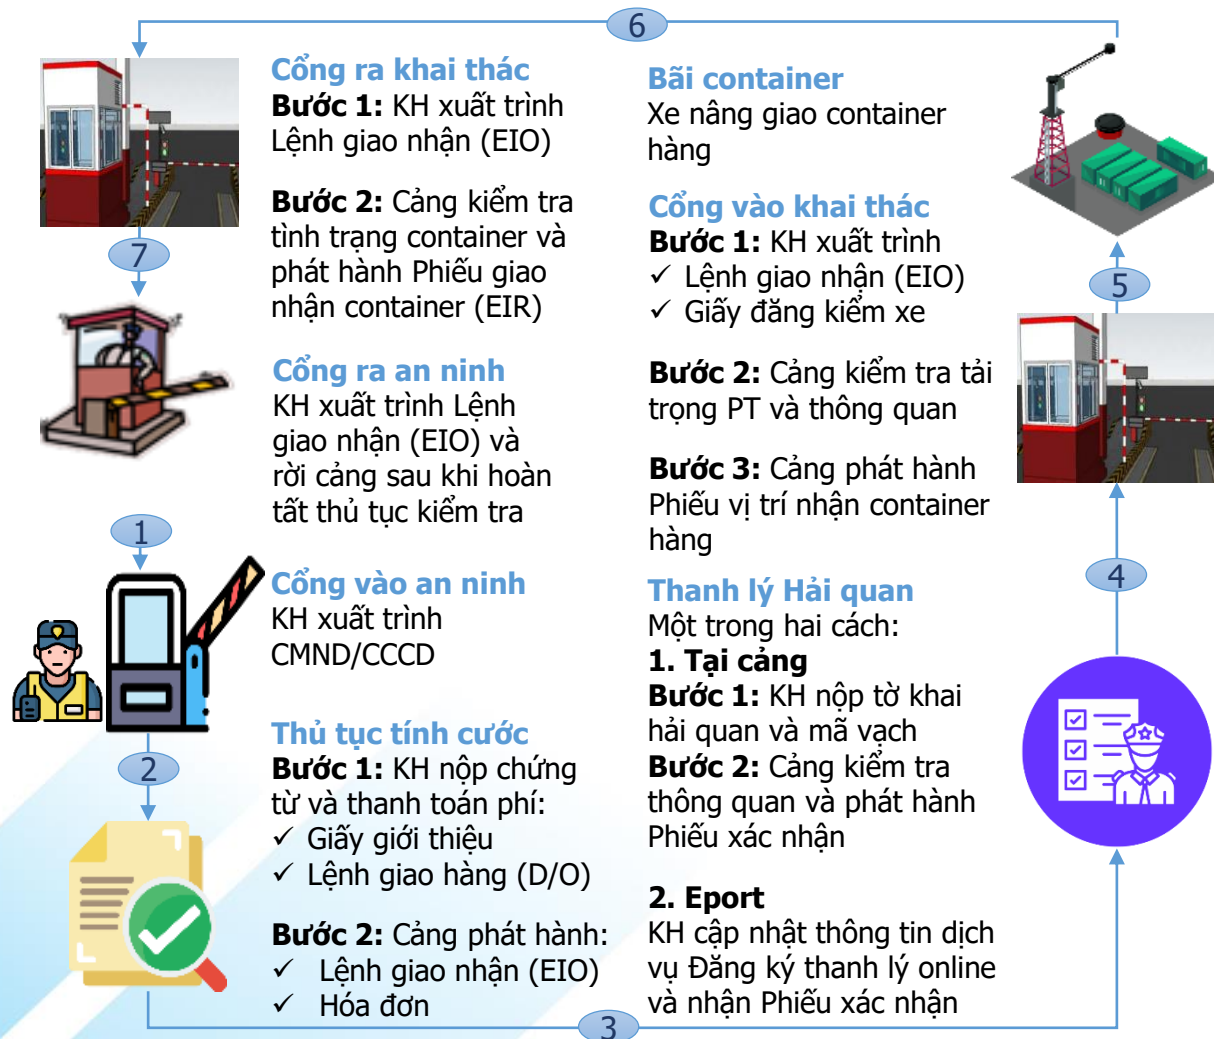 6
Cổng ra khai thác
Bước 1: KH xuất trình
Lệnh giao nhận (EIO)
Bước 2: Cảng kiểm tra
tình trạng container và
phát hành Phiếu giao
nhận container (EIR)
7
Cổng ra an ninh
KH xuất trình Lệnh
giao nhận (EIO) và
rời cảng sau khi hoàn
tất thủ tục kiểm tra
1
Cổng vào an ninh
KH xuất trình
CMND/CCCD
2
Thủ tục tính cước
Bước 1: KH nộp chứng
từ và thanh toán phí:
✓ Giấy giới thiệu
✓ Lệnh giao hàng (D/O)
Bước 2: Cảng phát hành:
✓ Lệnh giao nhận (EIO)
✓ Hóa đơn
3
Bãi container
Xe nâng giao container
hàng
Cổng vào khai thác
Bước 1: KH xuất trình
✓ Lệnh giao nhận (EIO)
✓ Giấy đăng kiểm xe
5
Bước 2: Cảng kiểm tra tải
trọng PT và thông quan
Bước 3: Cảng phát hành
Phiếu vị trí nhận container
hàng
4
Thanh lý Hải quan
Một trong hai cách:
1. Tại cảng
Bước 1: KH nộp tờ khai
hải quan và mã vạch
Bước 2: Cảng kiểm tra
thông quan và phát hành
Phiếu xác nhận
2. Eport
KH cập nhật thông tin dịch
vụ Đăng ký thanh lý online
và nhận Phiếu xác nhận